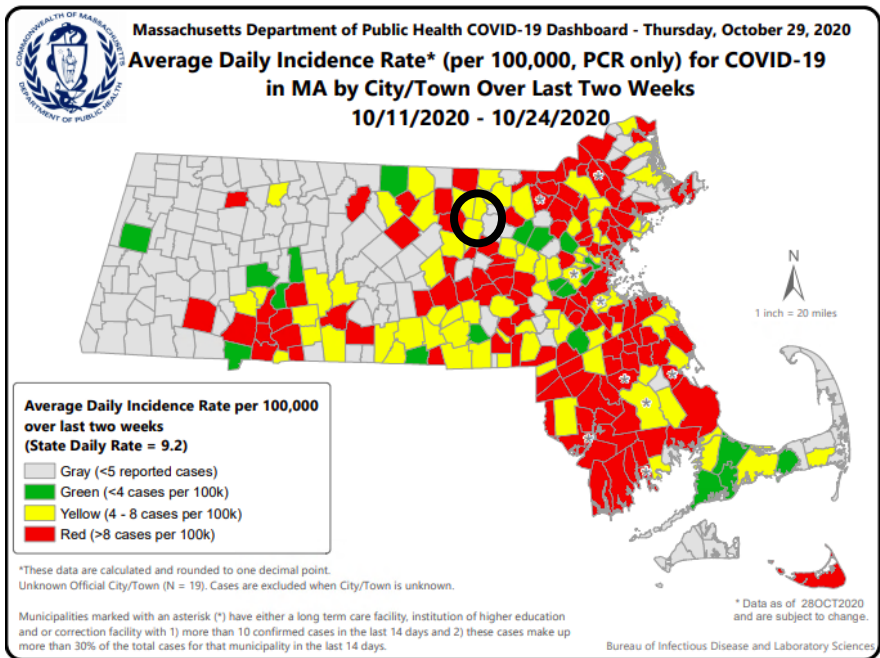 COMMONWEALTH OF MASSACHUSETTS
DEPARTMENT OF PUBLIC HEALTH
Massachusetts Department of Public Health COVID-19 Dashboard - Thursday, October 29, 2020
Average Daily Incidence Rate* (per 100,000, PCR only) for COVID-19
in MA by City/Town Over Last Two Weeks
10/11/2020 - 10/24/2020
N
1 inch = 20 miles
Average Daily Incidence Rate per 100,000
over last two weeks
(State Daily Rate = 9.2)
Gray (<5 reported cases)
Green (<4 cases per 100k)
Yellow (4 - 8 cases per 100k)
Red (>8 cases per 100k)
*These data are calculated and rounded to one decimal point.
Unknown Official City/Town (N = 19). Cases are excluded when City/Town is unknown.
Municipalities marked with an asterisk (*) have either a long term care facility, institution of higher education
and or correction facility with 1) more than 10 confirmed cases in the last 14 days and 2) these cases make up
more than 30% of the total cases for that municipality in the last 14 days.
* Data as of 28OCT2020
and are subject to change.
Bureau of Infectious Disease and Laboratory Sciences